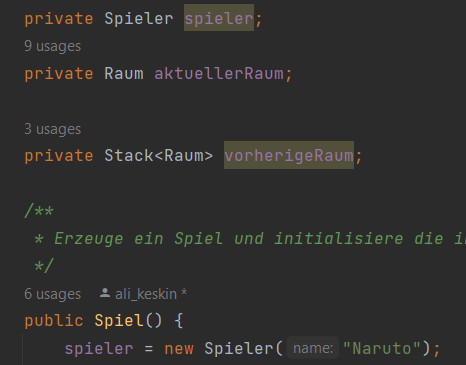 private Spieler spieler;
9 usages
private Raum aktuellerRaum;
3 usages
private Stack<Raum> vorherigeRaum;
/**
* Erzeuge ein Spiel und initialisiere die i
*/
6 usages ali_keskin *
public Spiel() {
spieler = new Spieler( name: "Naruto");